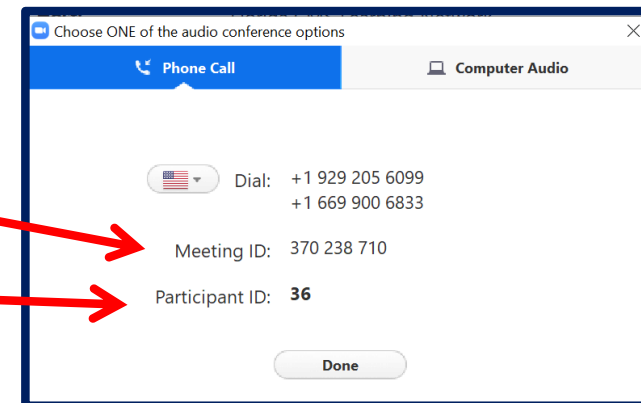 Choose ONE of the audio conference options
Phone Call
Computer Audio
Dial: +1 929 205 6099
+1 669 900 6833
Meeting ID: 370 238 710
Participant ID: 36
Done